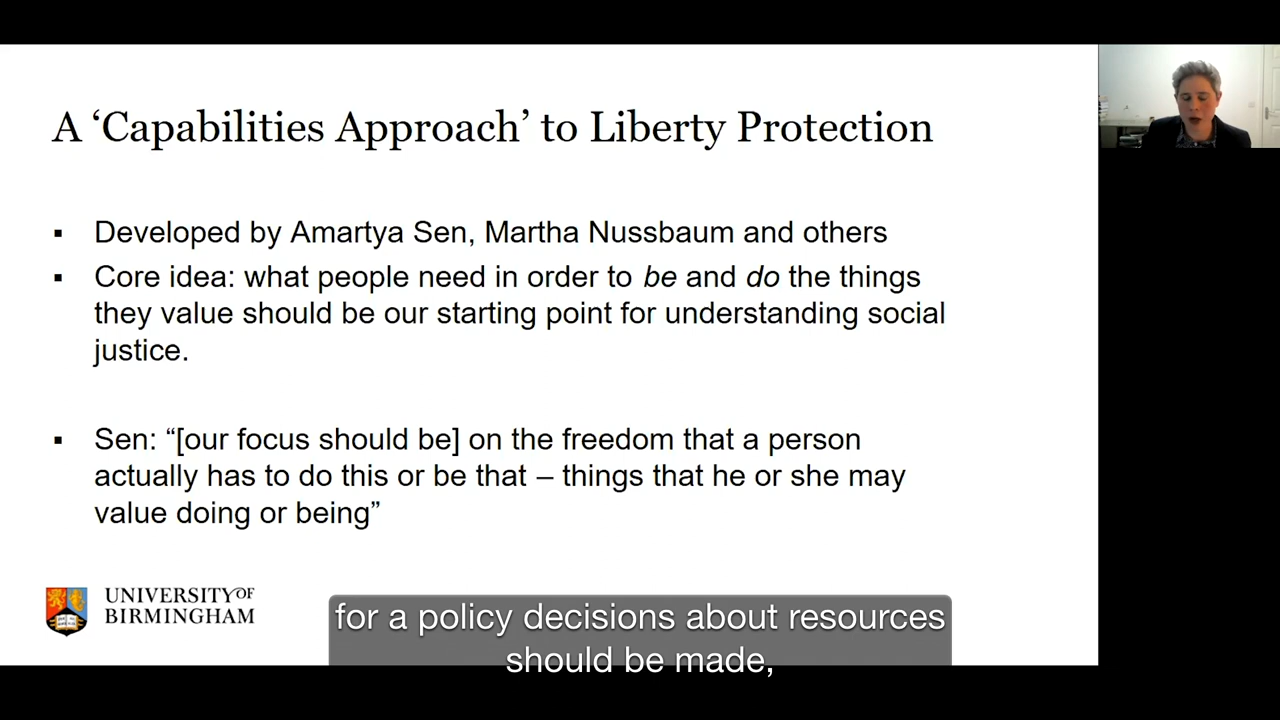 A ‘Capabilities Approach’ to Liberty Protection
▪ Developed by Amartya Sen, Martha Nussbaum and others
▪ Core idea: what people need in order to be and do the things
they value should be our starting point for understanding social
justice.
▪ Sen: “[our focus should be] on the freedom that a person
actually has to do this or be that – things that he or she may
value doing or being”
UNIVERSITY OF
BIRMINGHAM
for a policy decisions about resources
should be made,